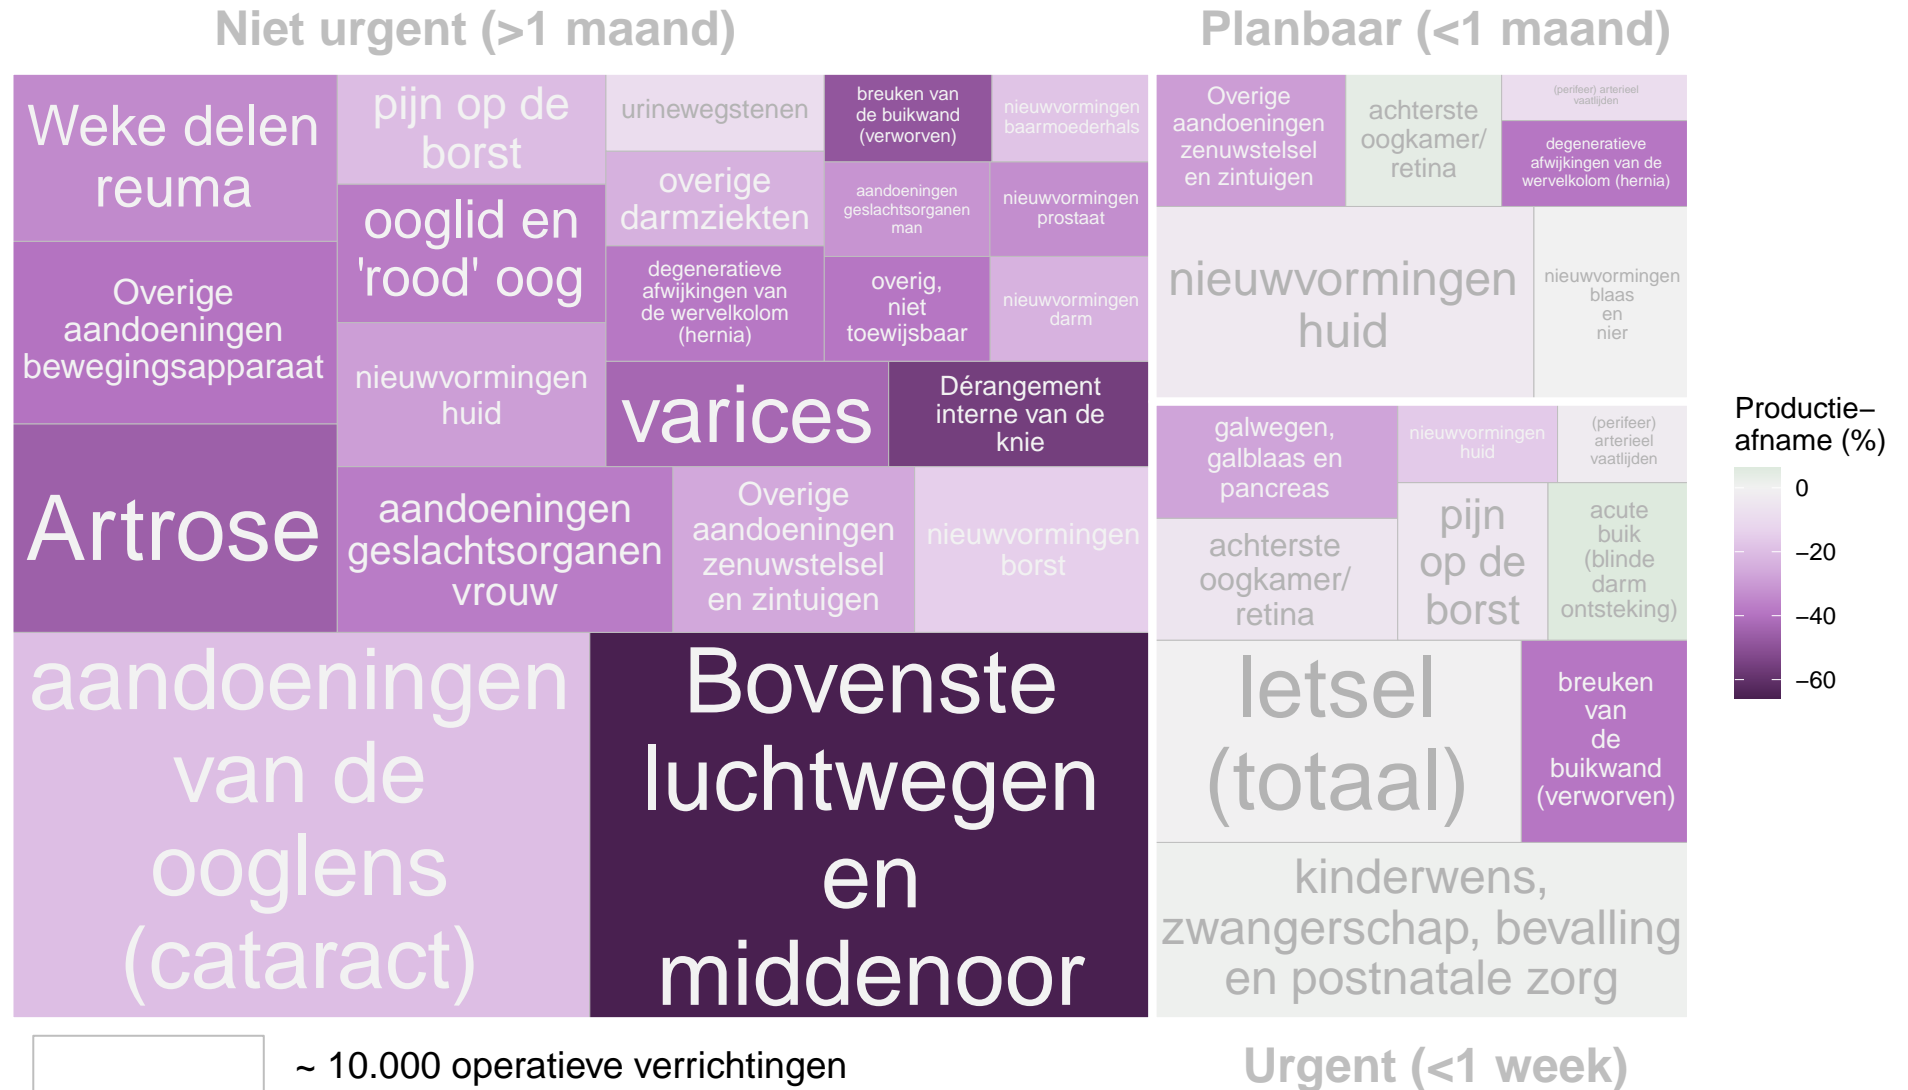 Niet urgent (>1 maand)
Planbaar (<1 maand)
Weke delen
reuma
pijn op de
borst
urinewegstenen
breuken van
de buikwand
(verworven)
nieuwvormingen
baarmoederhals
overige
darmziekten
aandoeningen
geslachtsorganen
man
nieuwvormingen
prostaat
Overige
aandoeningen
bewegingsapparaat
ooglid en
'rood' oog
degeneratieve
afwijkingen van
de wervelkolom
(hernia)
overig,
niet
toewijsbaar
nieuwvormingen
darm
nieuwvormingen
huid
varices
Dérangement
interne van de
knie
Artrose
aandoeningen
geslachtsorganen
vrouw
Overige
aandoeningen
zenuwstelsel
en zintuigen
nieuwvormingen
borst
aandoeningen
van de
ooglens
(cataract)
Bovenste
luchtwegen
en
middenoor
Overige
aandoeningen
zenuwstelsel
en zintuigen
achterste
oogkamer/
retina
(perifeer) arterieel
vaatlijden
degeneratieve
afwijkingen van de
wervelkolom (hernia)
nieuwvormingen
huid
nieuwvormingen
blaas
en
nier
galwegen,
galblaas en
pancreas
nieuwvormingen
huid
(perifeer)
arterieel
vaatlijden
achterste
oogkamer/
retina
pijn
op de
borst
acute
buik
(blinde
darm
ontsteking)
letsel
(totaal)
breuken
van
de
buikwand
(verworven)
kinderwens,
zwangerschap, bevalling
en postnatale zorg
Productie−
afname (%)
0
−20
−40
−60
~ 10.000 operatieve verrichtingen
Urgent (<1 week)